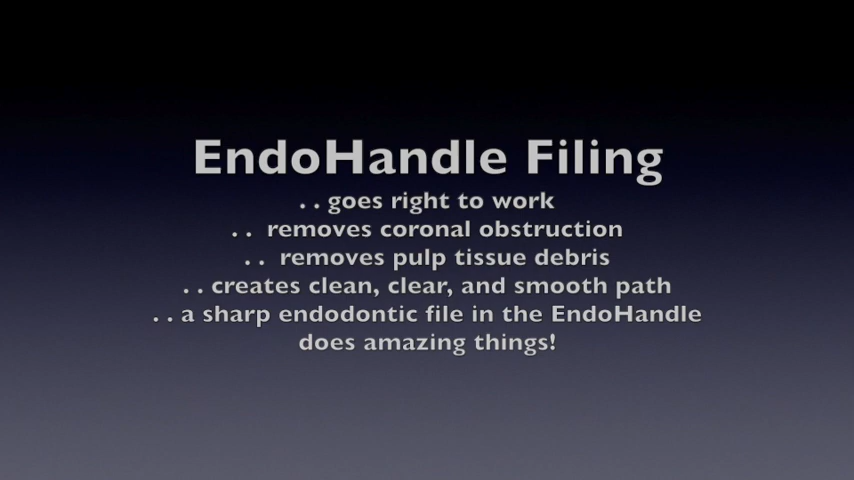 EndoHandle Filing
. . goes right to work
. . removes coronal obstruction
. . removes pulp tissue debris
. . creates clean, clear, and smooth path
. . a sharp endodontic file in the EndoHandle
does amazing things!